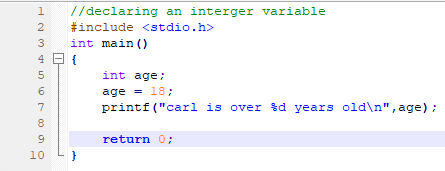 1 //declaring an interger variable
2 #include <stdio.h>
3 int main()
4 {
5 int age;
6 age = 18;
7 printf("carl is over %d years old\n",age);
8
9 return 0;
10 }